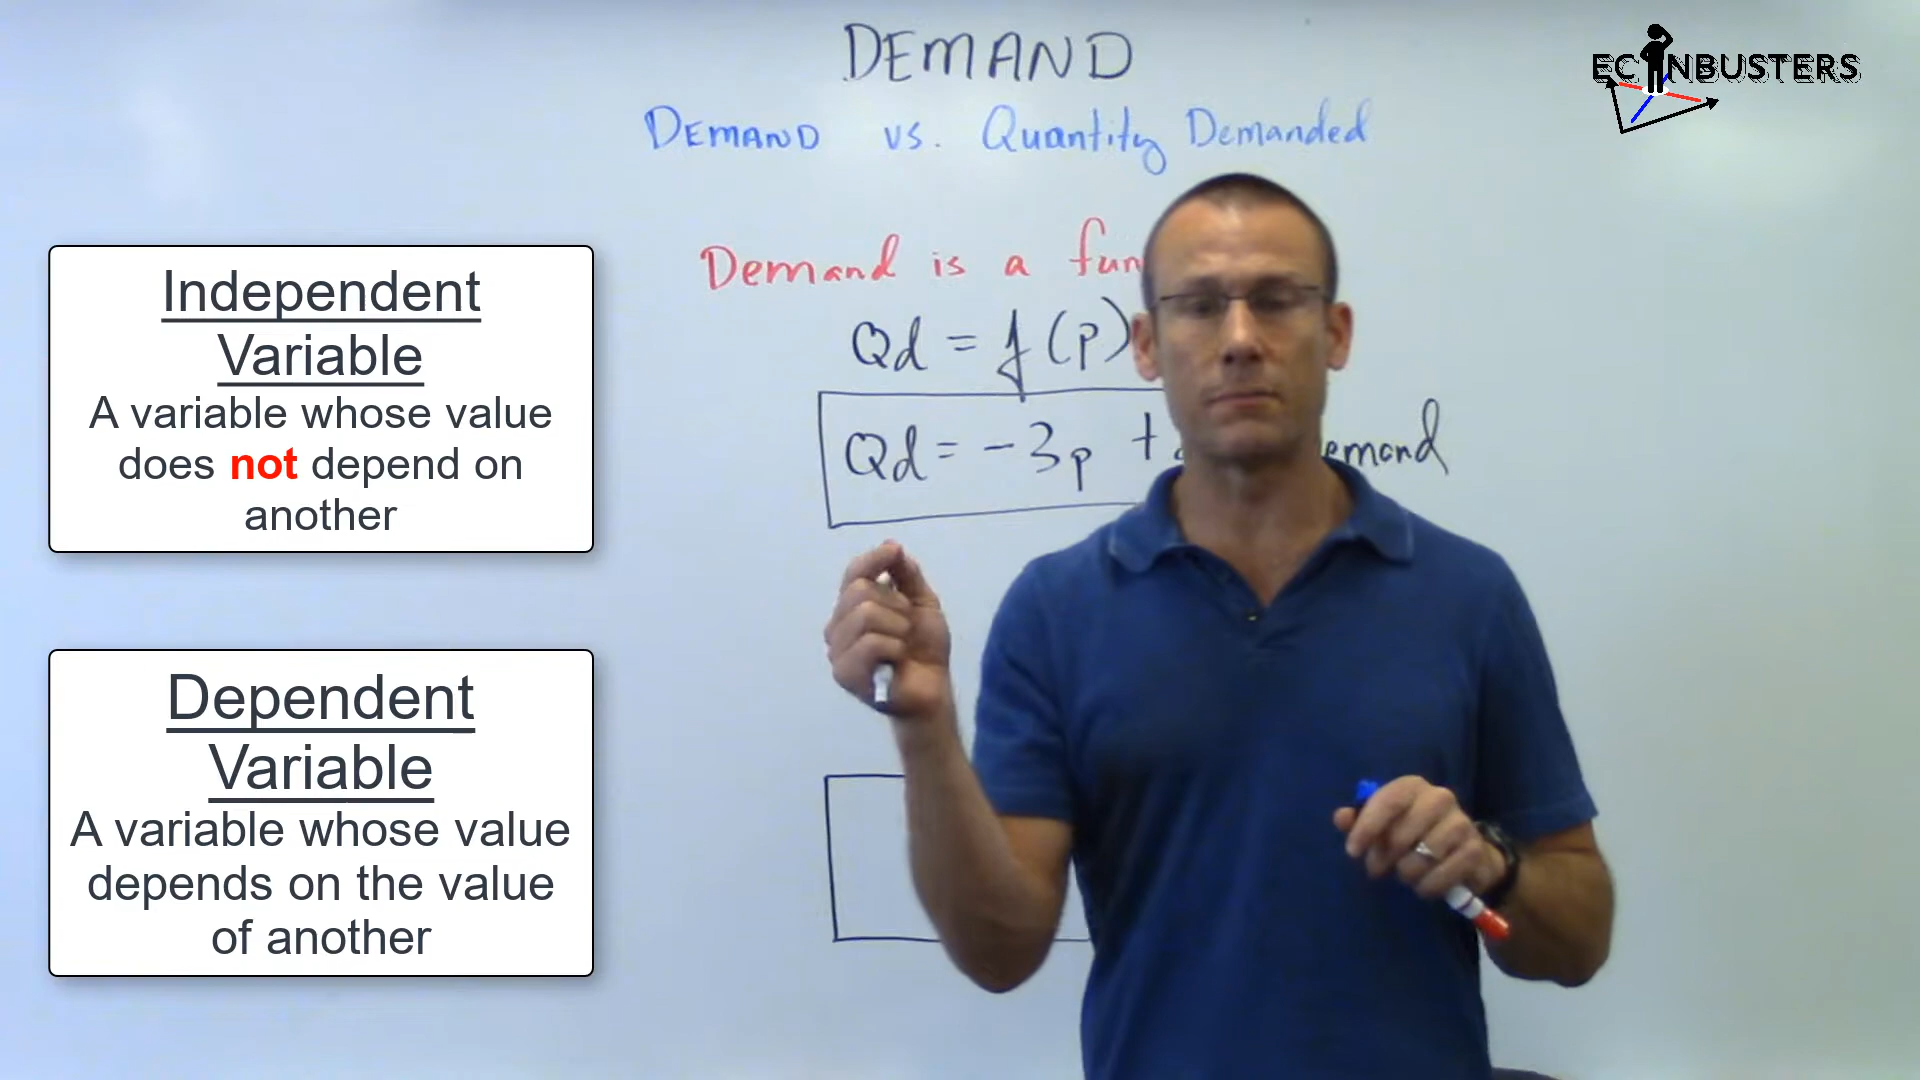 DEMAND
DEMAND vs. Quantity Demanded
ECONBUSTERS
Demand is a fun
Qd = f(p)
Qd = -3p +
emand
Independent
Variable
A variable whose value
does not depend on
another
Dependent
Variable
A variable whose value
depends on the value
of another